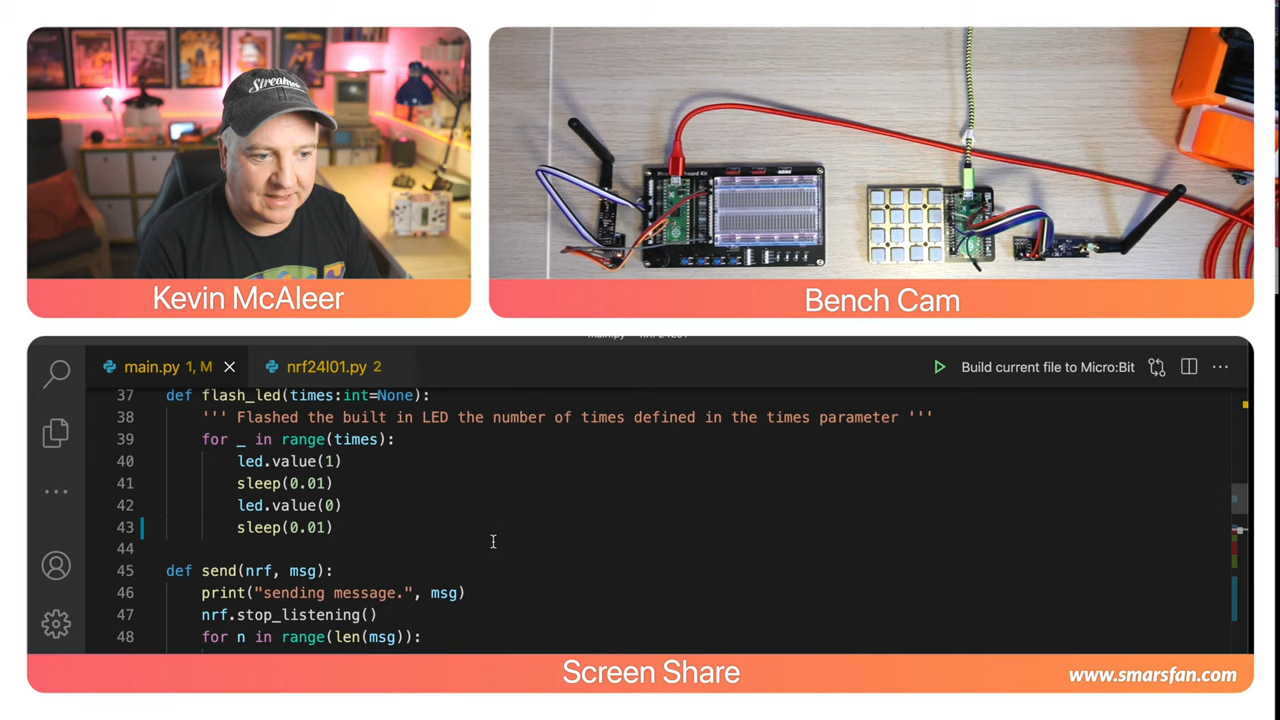 Streamer
Kevin McAleer
Bench Cam
main.py 1, M
nrf24l01.py 2
Build current file to Micro:Bit
37 def flash_led(times:int=None):
38 ''' Flashed the built in LED the number of times defined in the times parameter '''
39 for _ in range(times):
40 led.value(1)
41 sleep(0.01)
42 led.value(0)
43 sleep(0.01)
44
45 def send(nrf, msg):
46 print("sending message.", msg)
47 nrf.stop_listening()
48 for n in range(len(msg)):
Screen Share
www.smarsfan.com